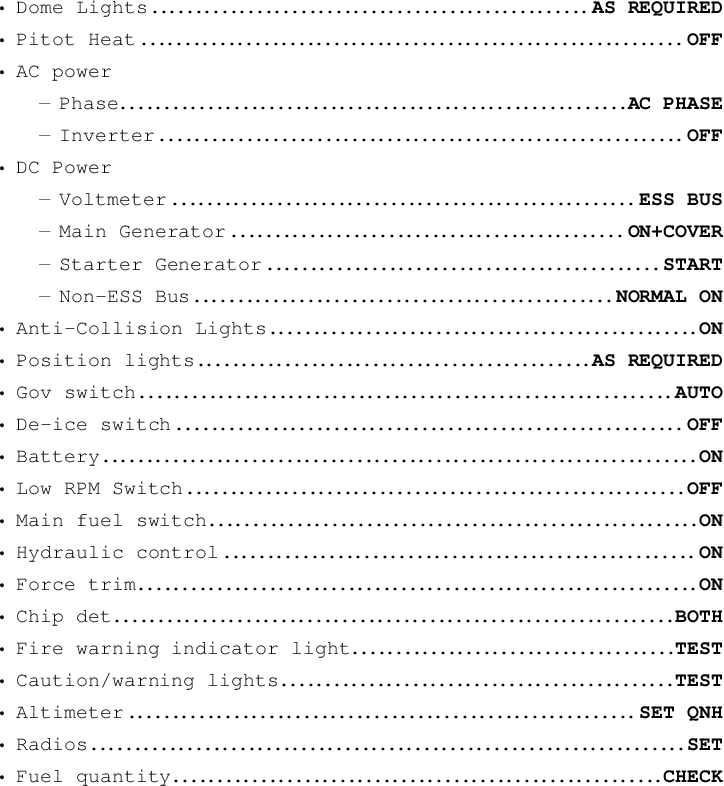 • Dome Lights................................................AS REQUIRED
• Pitot Heat............................................................OFF
• AC power
– Phase........................................................AC PHASE
– Inverter..........................................................OFF
• DC Power
– Voltmeter...................................................ESS BUS
– Main Generator...........................................ON+COVER
– Starter Generator...........................................START
– Non-ESS Bus..............................................NORMAL ON
• Anti-Collision Lights...............................................ON
• Position lights...........................................AS REQUIRED
• Gov switch...........................................................AUTO
• De-ice switch........................................................OFF
• Battery.................................................................ON
• Low RPM Switch.......................................................OFF
• Main fuel switch......................................................ON
• Hydraulic control....................................................ON
• Force trim.............................................................ON
• Chip det..............................................................BOTH
• Fire warning indicator light....................................TEST
• Caution/warning lights...........................................TEST
• Altimeter........................................................SET QNH
• Radios.................................................................SET
• Fuel quantity......................................................CHECK